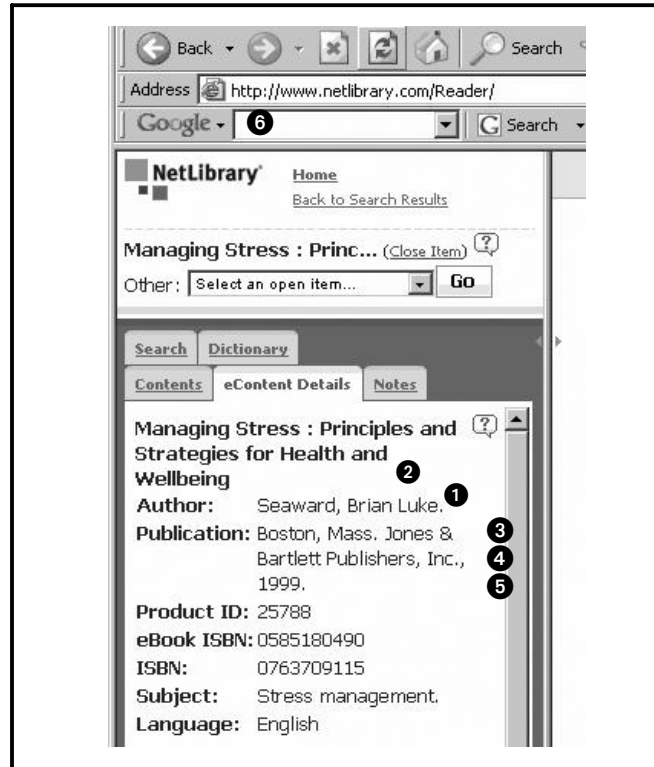 Back Search
Address http://www.netlibrary.com/Reader/
Google 6 G Search
NetLibrary Home
Back to Search Results
Managing Stress : Princ... (Close Item) ?
Other: Select an open item... Go
Search Dictionary
Contents eContent Details Notes
Managing Stress : Principles and ?
Strategies for Health and
Wellbeing 2
Author: Seaward, Brian Luke. 1
Publication: Boston, Mass. Jones & 3
Bartlett Publishers, Inc., 4
1999. 5
Product ID: 25788
eBook ISBN: 0585180490
ISBN: 0763709115
Subject: Stress management.
Language: English